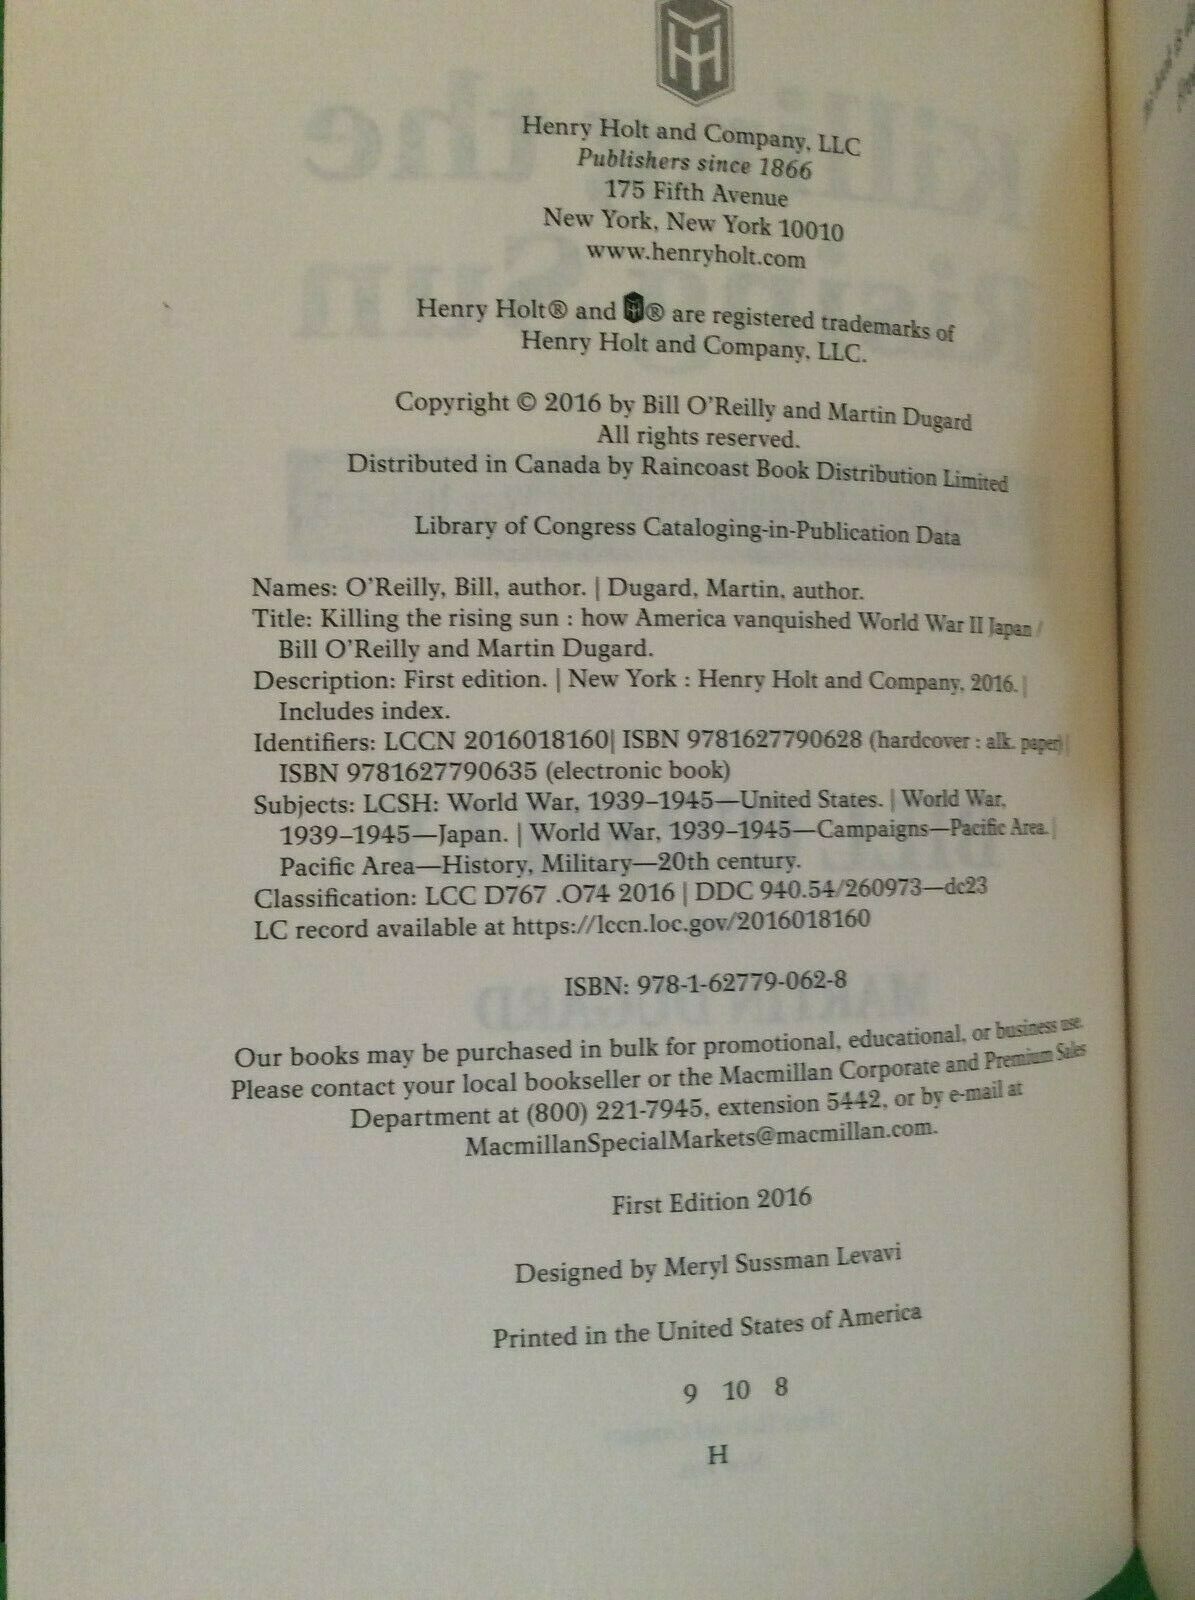 Henry Holt and Company, LLC
Publishers since 1866
175 Fifth Avenue
New York, New York 10010
www.henryholt.com
Henry Holt® and ® are registered trademarks of
Henry Holt and Company, LLC.
Copyright © 2016 by Bill O'Reilly and Martin Dugard
All rights reserved.
Distributed in Canada by Raincoast Book Distribution Limited
Library of Congress Cataloging-in-Publication Data
Names: O'Reilly, Bill, author. | Dugard, Martin, author.
Title: Killing the rising sun : how America vanquished World War II Japan /
Bill O'Reilly and Martin Dugard.
Description: First edition. | New York : Henry Holt and Company, 2016. |
Includes index.
Identifiers: LCCN 2016018160| ISBN 9781627790628 (hardcover : alk. paper) |
ISBN 9781627790635 (electronic book)
Subjects: LCSH: World War, 1939–1945—United States. | World War,
1939–1945—Japan. | World War, 1939–1945—Campaigns—Pacific Area. |
Pacific Area—History, Military—20th century.
Classification: LCC D767 .O74 2016 | DDC 940.54/260973—dc23
LC record available at https://lccn.loc.gov/2016018160
ISBN: 978-1-62779-062-8
Our books may be purchased in bulk for promotional, educational, or business use.
Please contact your local bookseller or the Macmillan Corporate and Premium Sales
Department at (800) 221-7945, extension 5442, or by e-mail at
MacmillanSpecialMarkets@macmillan.com.
First Edition 2016
Designed by Meryl Sussman Levavi
Printed in the United States of America
9 10 8
H